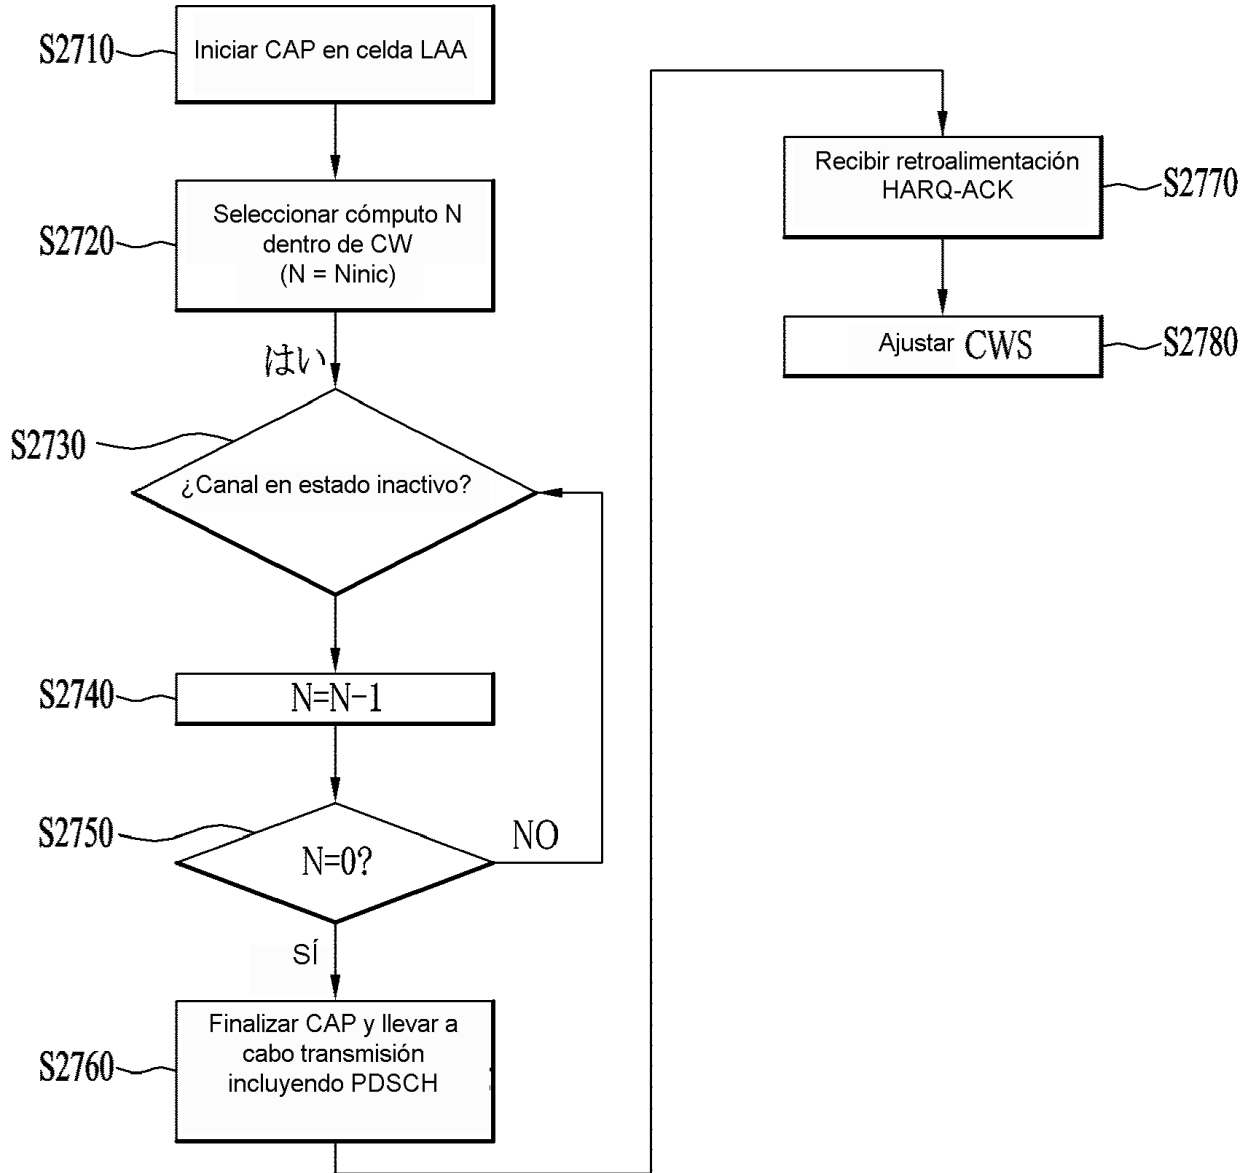 S2710
Iniciar CAP en celda LAA
S2720
Seleccionar cómputo N
dentro de CW
(N = Ninic)
はい
S2730
¿Canal en estado inactivo?
S2740
N=N-1
S2750
N=0?
NO
SÍ
S2760
Finalizar CAP y llevar a
cabo transmisión
incluyendo PDSCH
Recibir retroalimentación
HARQ-ACK
S2770
Ajustar CWS
S2780